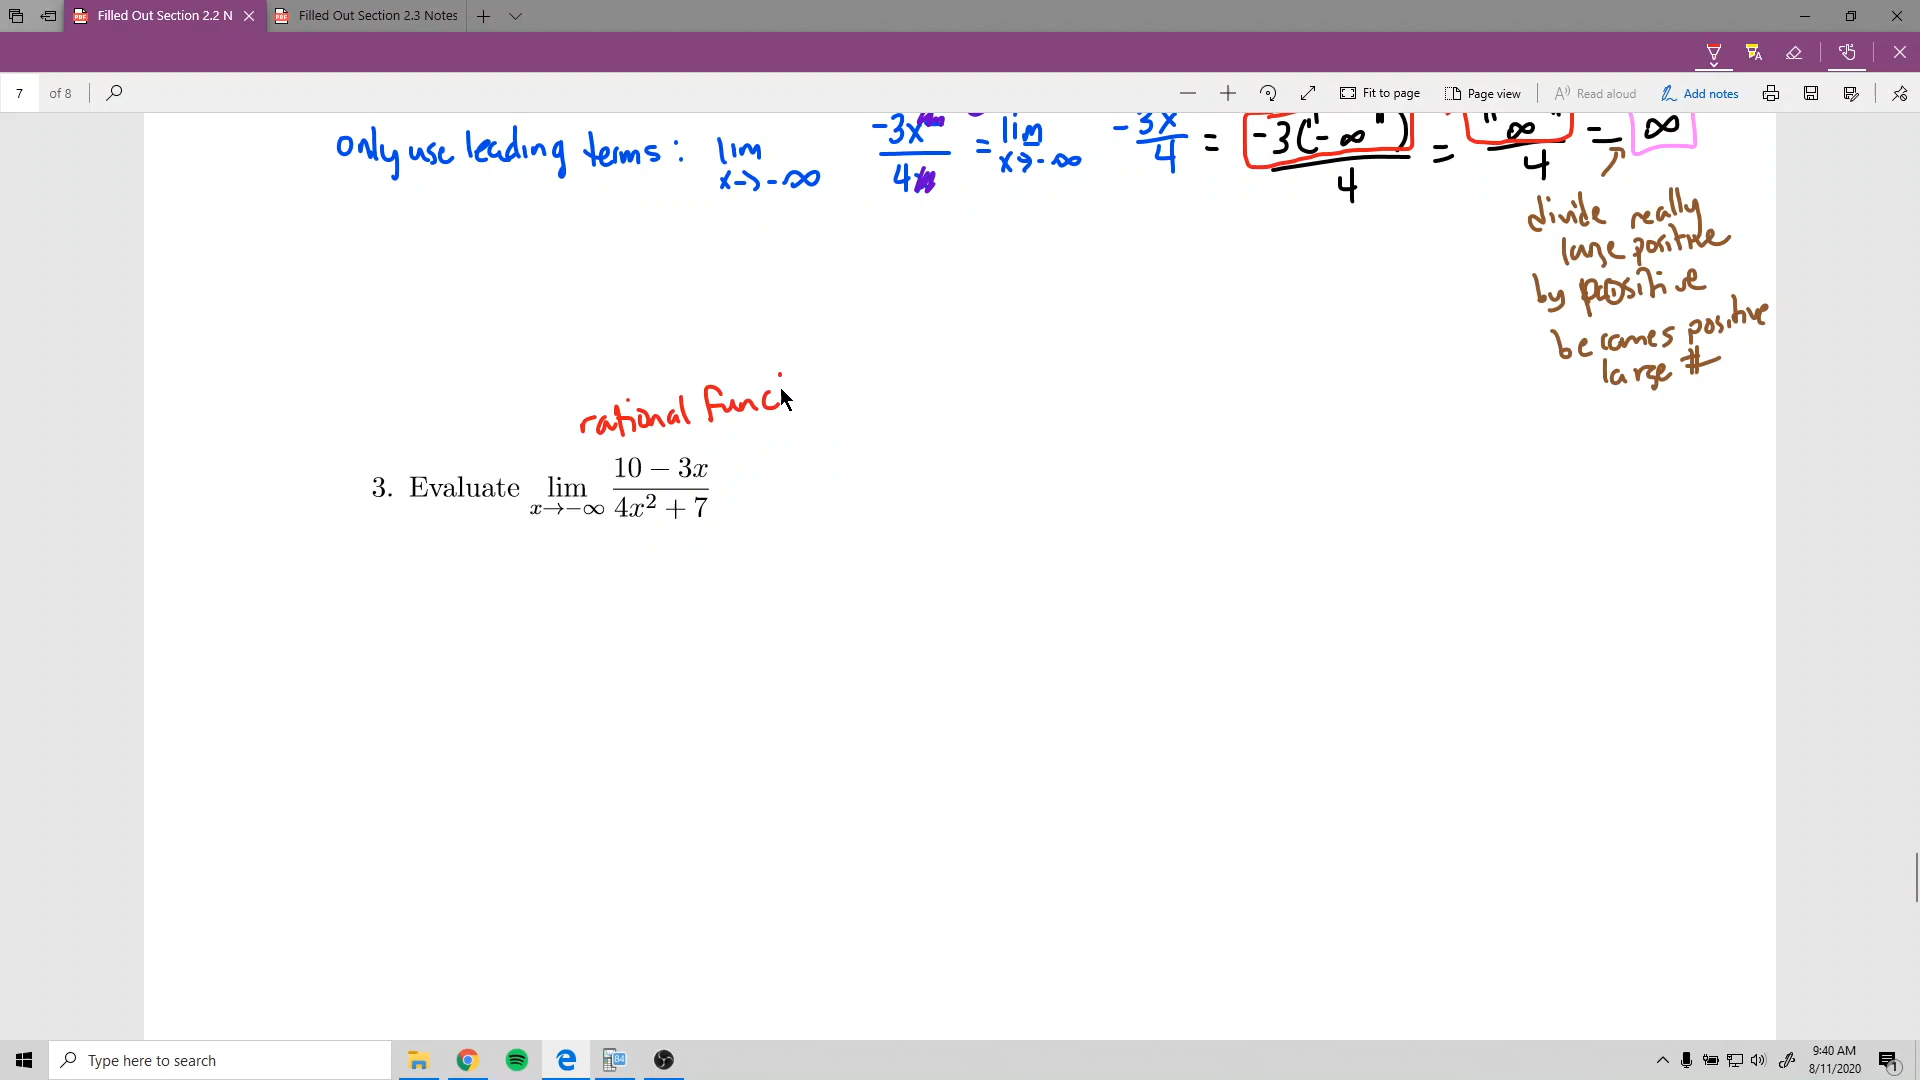 Filled Out Section 2.2 N
Filled Out Section 2.3 Notes
7 of 8
Fit to page
Page view
Read aloud
Add notes
only use leading terms : lim x→-∞ -3x / 4 = lim x→-∞ -3x / 4 = -3("-∞") / 4 = "∞" / 4 = ∞
divide really
large positive
by positive
becomes positive
large #
rational funci
3. Evaluate lim x→−∞ (10 − 3x)/(4x² + 7)
Type here to search
84
9:40 AM
8/11/2020
1